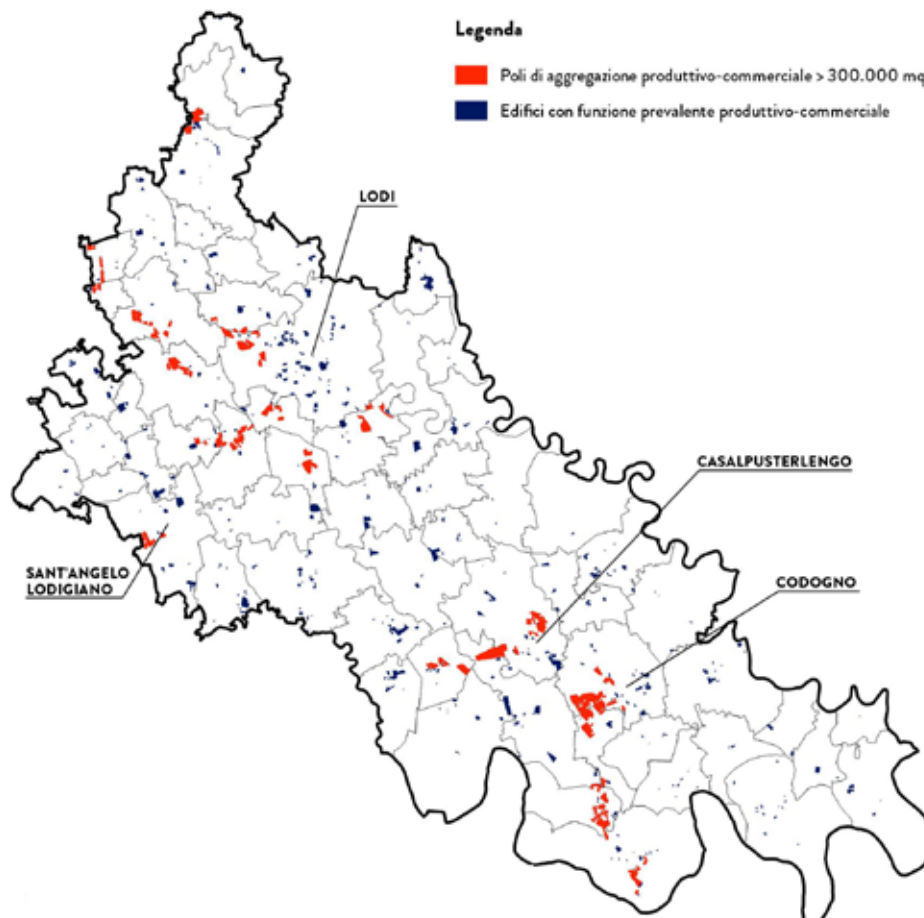 Legenda
Poli di aggregazione produttivo-commerciale > 300.000 mq
Edifici con funzione prevalente produttivo-commerciale
LODI
CASALPUSTERLENGO
CODOGNO
SANT'ANGELO
LODIGIANO